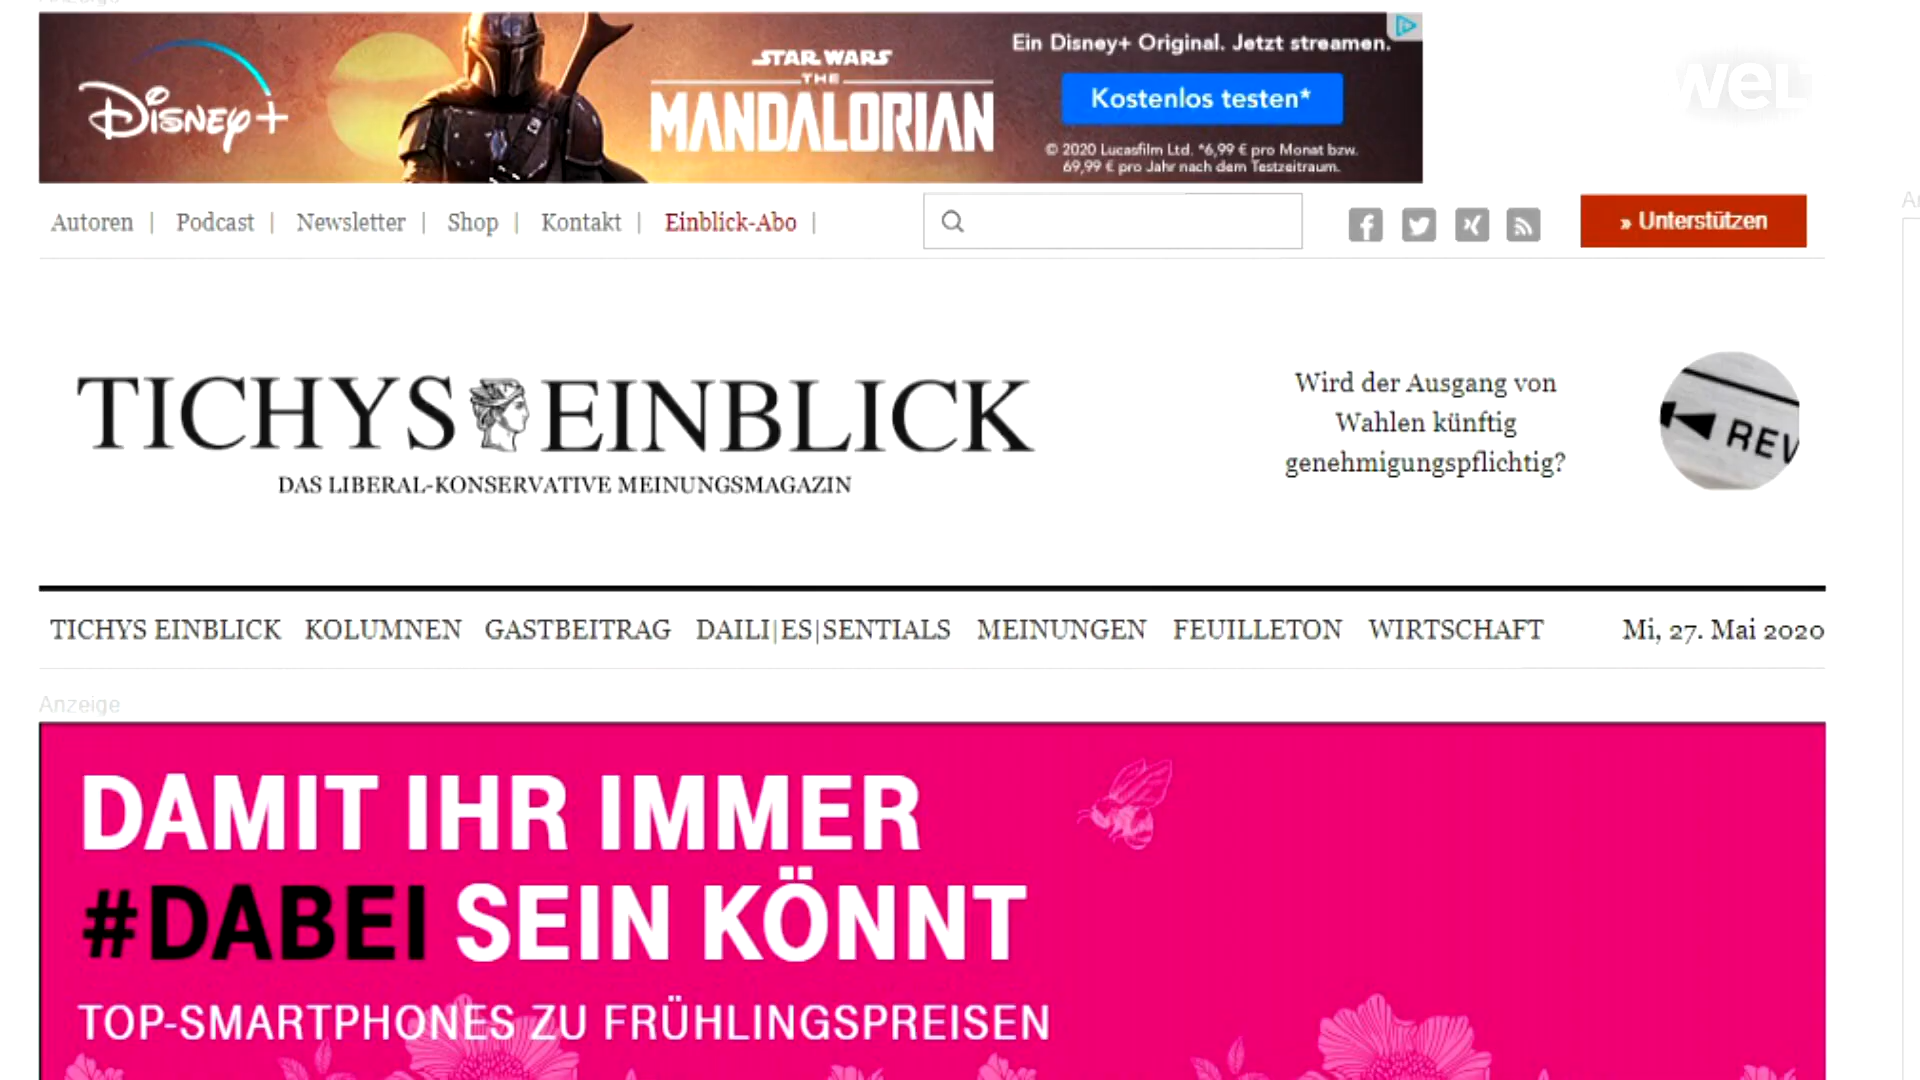 Anzeige
Disney+
STAR WARS
THE
MANDALORIAN
Ein Disney+ Original. Jetzt streamen.
Kostenlos testen*
© 2020 Lucasfilm Ltd. *6,99 € pro Monat bzw.
69,99 € pro Jahr nach dem Testzeitraum.
Autoren | Podcast | Newsletter | Shop | Kontakt | Einblick-Abo |
» Unterstützen
TICHYS EINBLICK
DAS LIBERAL-KONSERVATIVE MEINUNGSMAGAZIN
Wird der Ausgang von
Wahlen künftig
genehmigungspflichtig?
REV
TICHYS EINBLICK KOLUMNEN GASTBEITRAG DAILI|ES|SENTIALS MEINUNGEN FEUILLETON WIRTSCHAFT Mi, 27. Mai 2020
Anzeige
DAMIT IHR IMMER
#DABEI SEIN KÖNNT
TOP-SMARTPHONES ZU FRÜHLINGSPREISEN